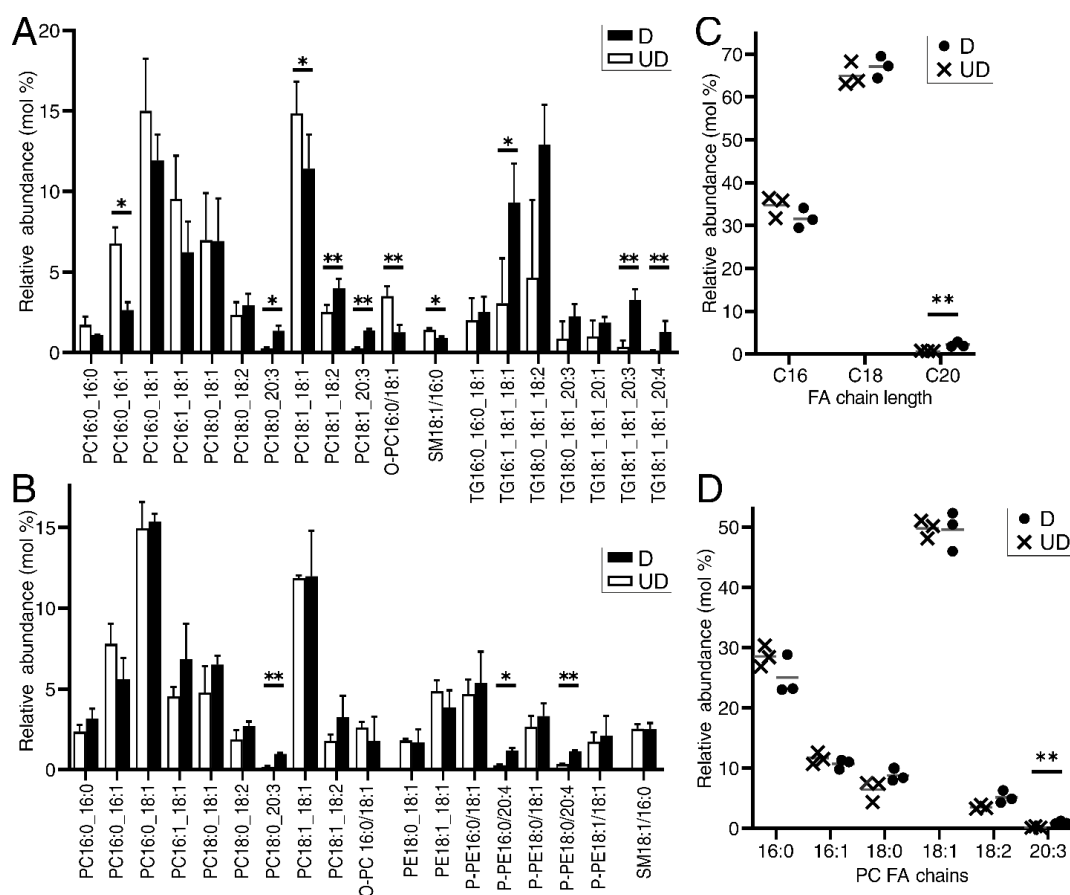 A
Relative abundance (mol %)
20
15
10
5
0
D
UD
*
*
*
**
**
**
*
*
**
**
PC16:0_16:0
PC16:0_16:1
PC16:0_18:1
PC16:1_18:1
PC18:0_18:1
PC18:0_18:2
PC18:0_20:3
PC18:1_18:1
PC18:1_18:2
PC18:1_20:3
O-PC16:0/18:1
SM18:1/16:0
TG16:0_16:0_18:1
TG16:1_18:1_18:1
TG18:0_18:1_18:2
TG18:0_18:1_20:3
TG18:1_18:1_20:1
TG18:1_18:1_20:3
TG18:1_18:1_20:4
B
Relative abundance (mol %)
15
10
5
0
D
UD
**
*
**
PC16:0_16:0
PC16:0_16:1
PC16:0_18:1
PC16:1_18:1
PC18:0_18:1
PC18:0_18:2
PC18:0_20:3
PC18:1_18:1
PC18:1_18:2
O-PC 16:0/18:1
PE18:0_18:1
PE18:1_18:1
P-PE16:0/18:1
P-PE16:0/20:4
P-PE18:0/18:1
P-PE18:0/20:4
P-PE18:1/18:1
SM18:1/16:0
C
Relative abundance (mol %)
70
60
50
40
30
20
10
0
D
UD
**
C16
C18
C20
FA chain length
D
Relative abundance (mol %)
50
40
30
20
10
0
D
UD
**
16:0
16:1
18:0
18:1
18:2
20:3
PC FA chains